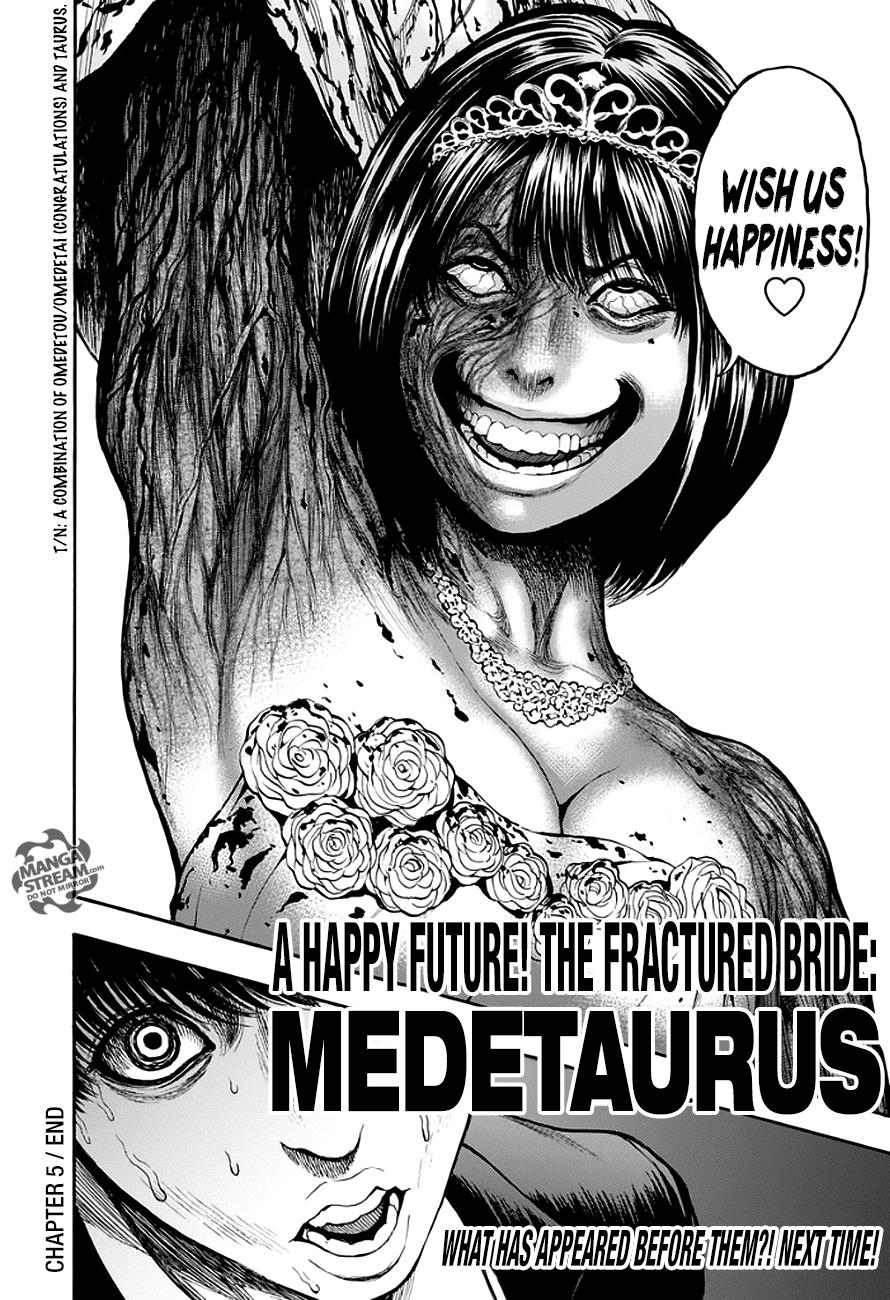 T/N: A COMBINATION OF OMEDETOU/OMEDETAI (CONGRATULATIONS) AND TAURUS.
WISH US
HAPPINESS!
♡
MANGA
STREAM.com
DO NOT MIRROR
A HAPPY FUTURE! THE FRACTURED BRIDE:
MEDETAURUS
CHAPTER 5 / END
WHAT HAS APPEARED BEFORE THEM?! NEXT TIME!